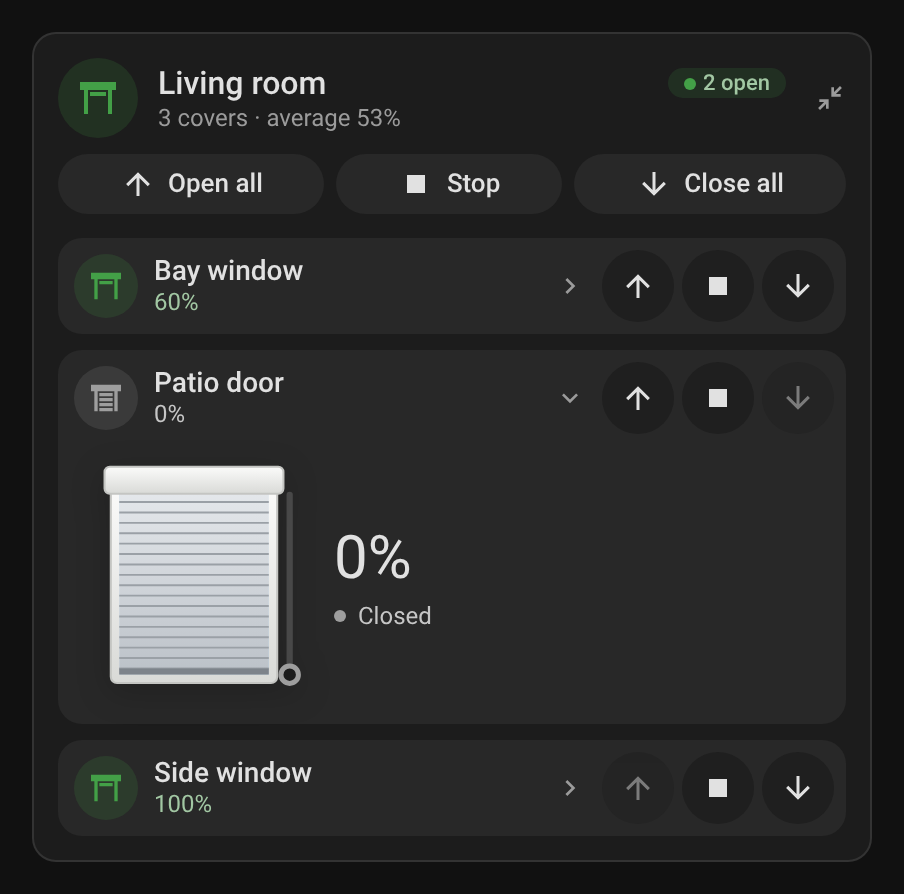 Living room
3 covers · average 53%
2 open
Open all
Stop
Close all
Bay window
60%
Patio door
0%
0%
Closed
Side window
100%